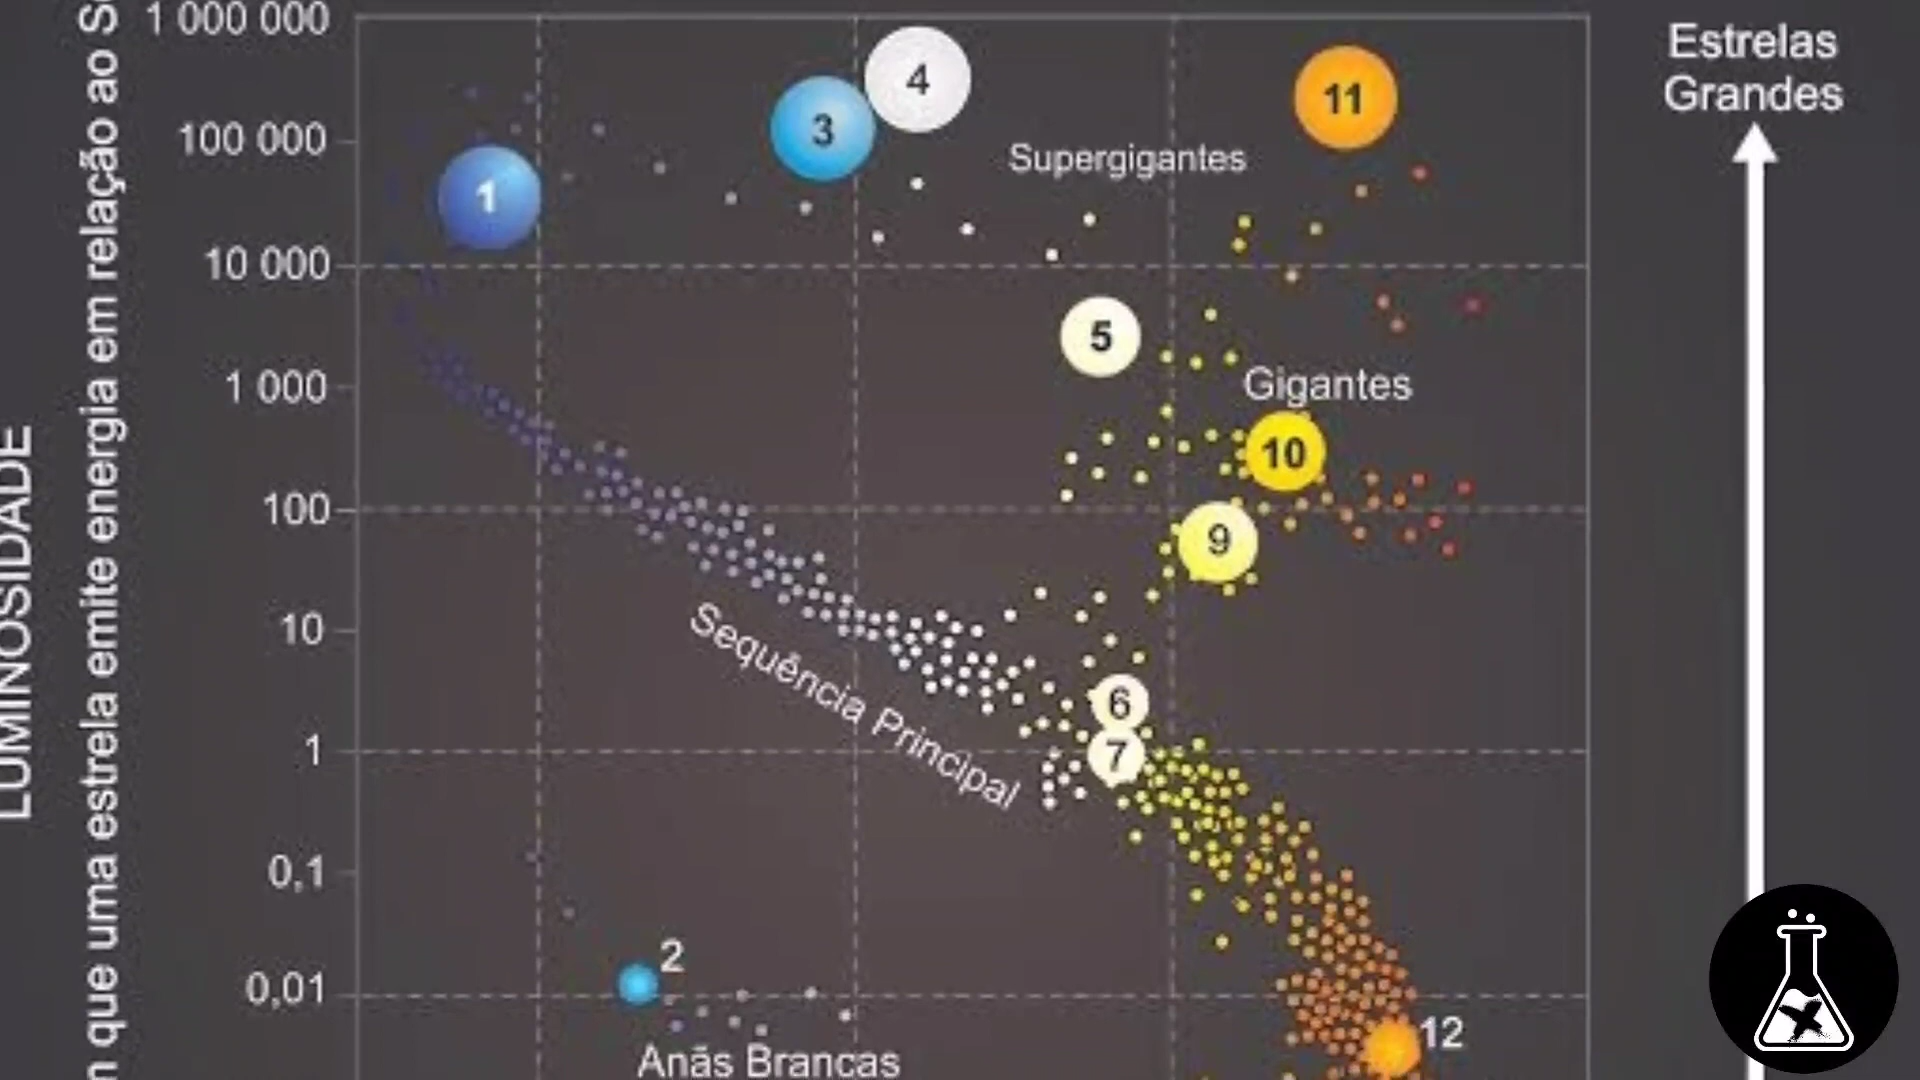 LUMINOSIDADE
que uma estrela emite energia em relação ao
1 000 000
100 000
10 000
1 000
100
10
1
0,1
0,01
1
3
4
11
Supergigantes
5
Gigantes
10
9
Sequência Principal
6
7
2
12
Anãs Brancas
Estrelas
Grandes